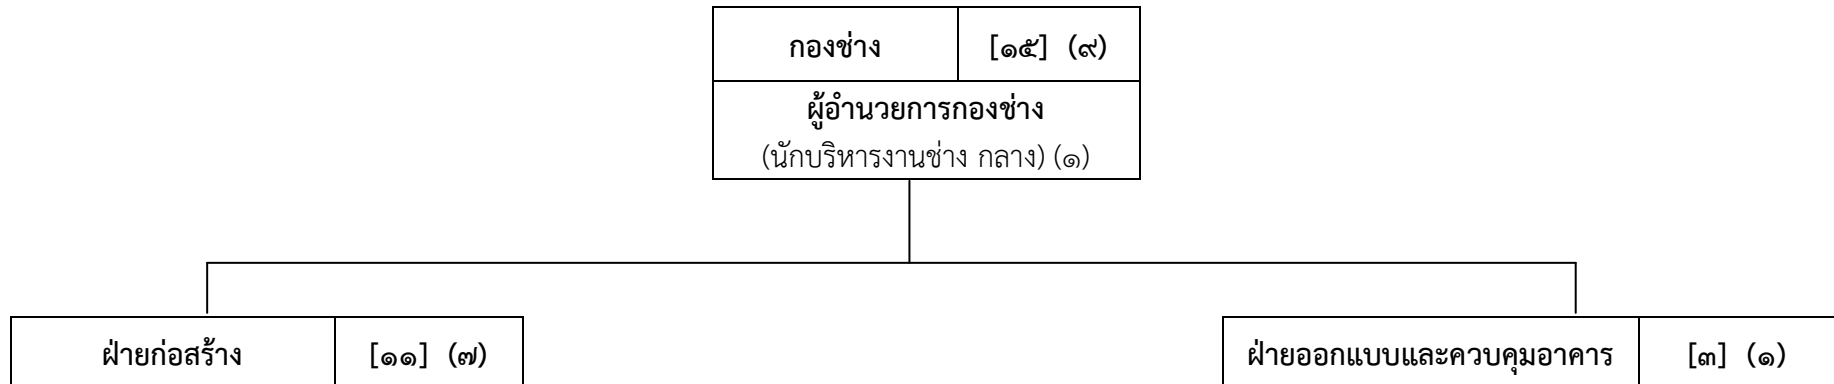 กองช่าง [๑๕] (๙)
ผู้อำนวยการกองช่าง
(นักบริหารงานช่าง กลาง) (๑)
ฝ่ายก่อสร้าง [๑๑] (๗) ฝ่ายออกแบบและควบคุมอาคาร [๓] (๑)